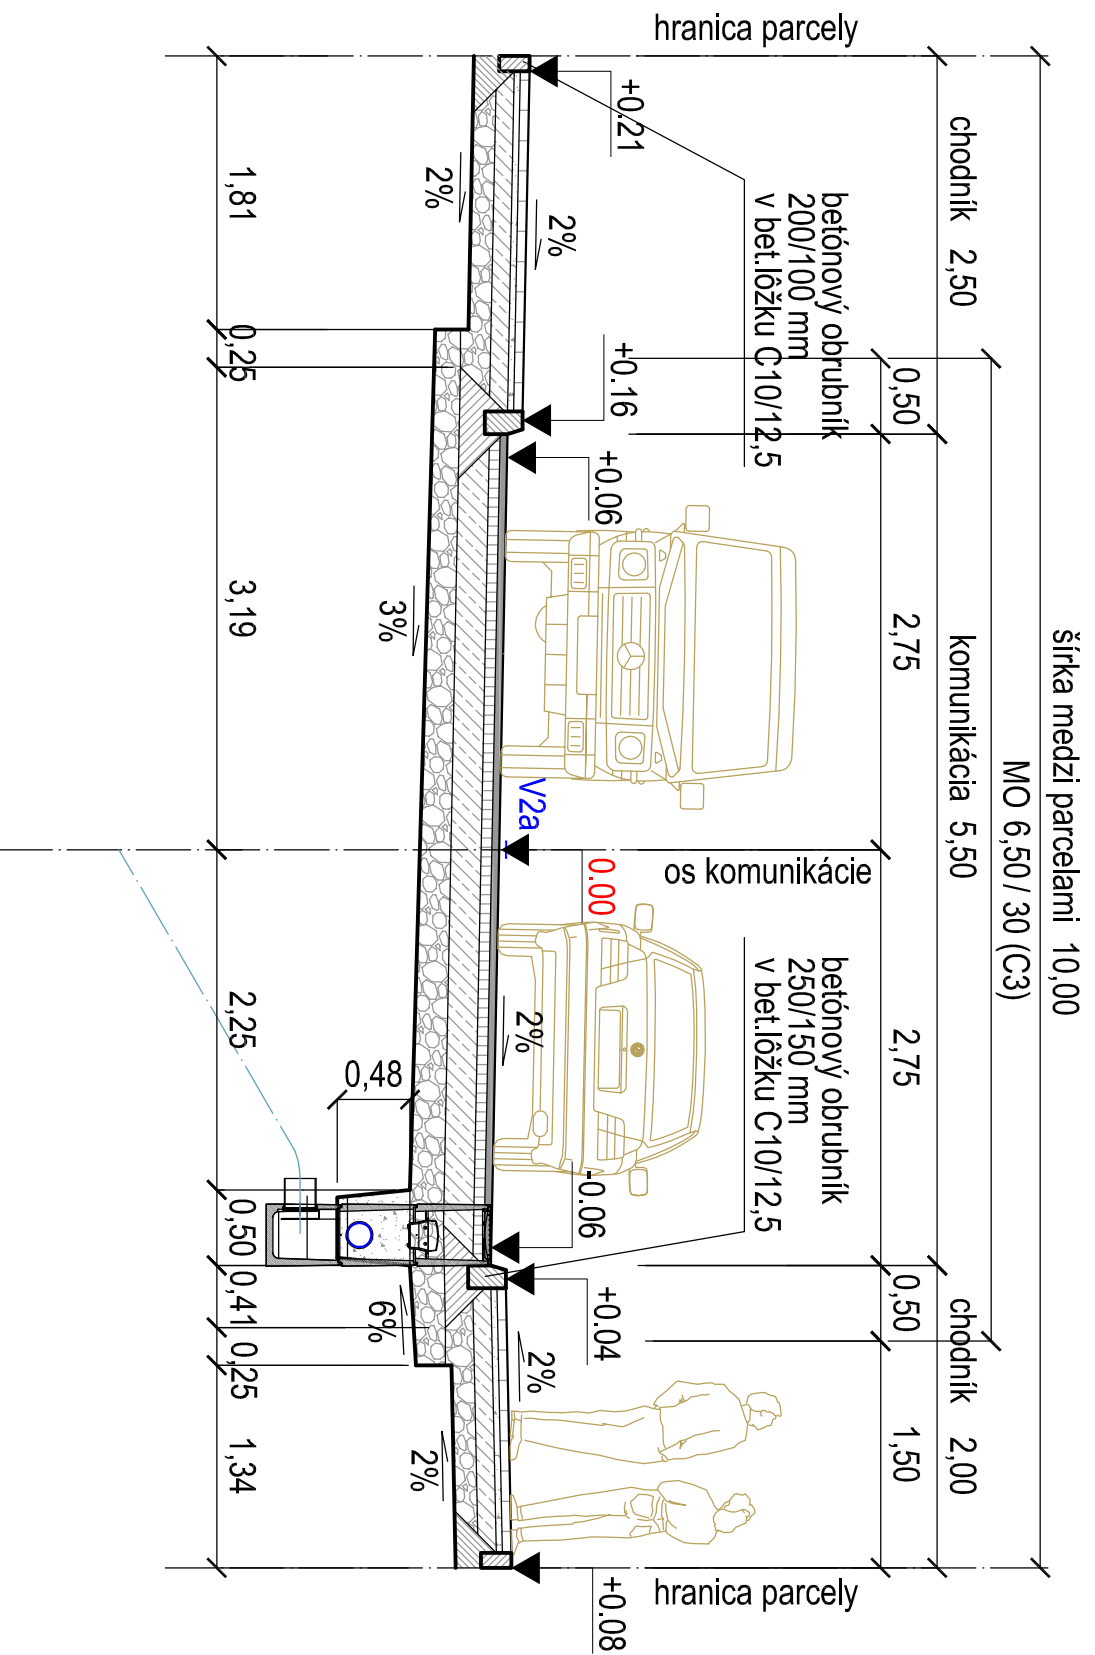 šírka medzi parcelami 10,00
MO 6,50 / 30 (C3)
chodník 2,50
komunikácia 5,50
chodník 2,00
0,50
2,75
2,75
0,50
1,50
hranica parcely
os komunikácie
hranica parcely
betónový obrubník
200/100 mm
v bet.lôžku C10/12,5
betónový obrubník
250/150 mm
v bet.lôžku C10/12,5
+0.21
+0.16
+0.06
0.00
-0.06
+0.04
+0.08
V2a
2%
2%
2%
2%
3%
6%
2%
0,48
1,81
0,25
3,19
2,25
0,50
0,41
0,25
1,34